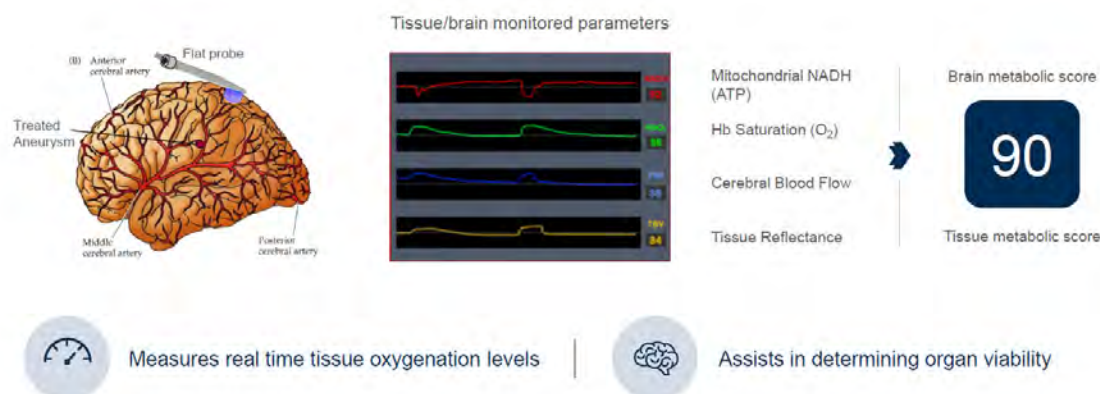 Tissue/brain monitored parameters
Flat probe
(B) Anterior
cerebral artery
Treated
Aneurysm
Middle
cerebral artery
Posterior
cerebral artery
Mitochondrial NADH
(ATP)
Hb Saturation (O₂)
Cerebral Blood Flow
Tissue Reflectance
Brain metabolic score
90
Tissue metabolic score
Measures real time tissue oxygenation levels
Assists in determining organ viability